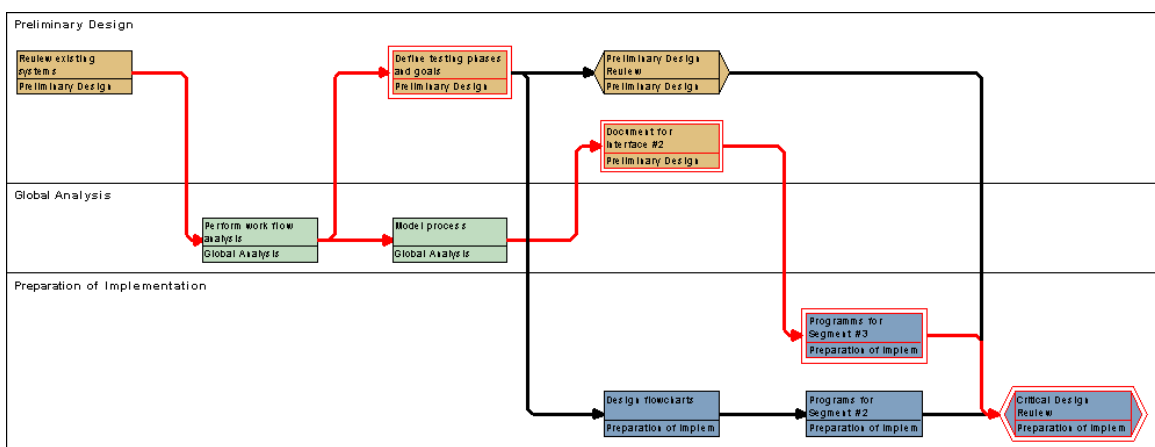 Preliminary Design
Review existing
systems
Preliminary Design
Define testing phases
and goals
Preliminary Design
Preliminary Design
Review
Preliminary Design
Document for
Interface #2
Preliminary Design
Global Analysis
Perform work flow
analysis
Global Analysis
Model process
Global Analysis
Preparation of Implementation
Programms for
Segment #3
Preparation of Implem
Design flowcharts
Preparation of Implem
Programs for
Segment #2
Preparation of Implem
Critical Design
Review
Preparation of Implem